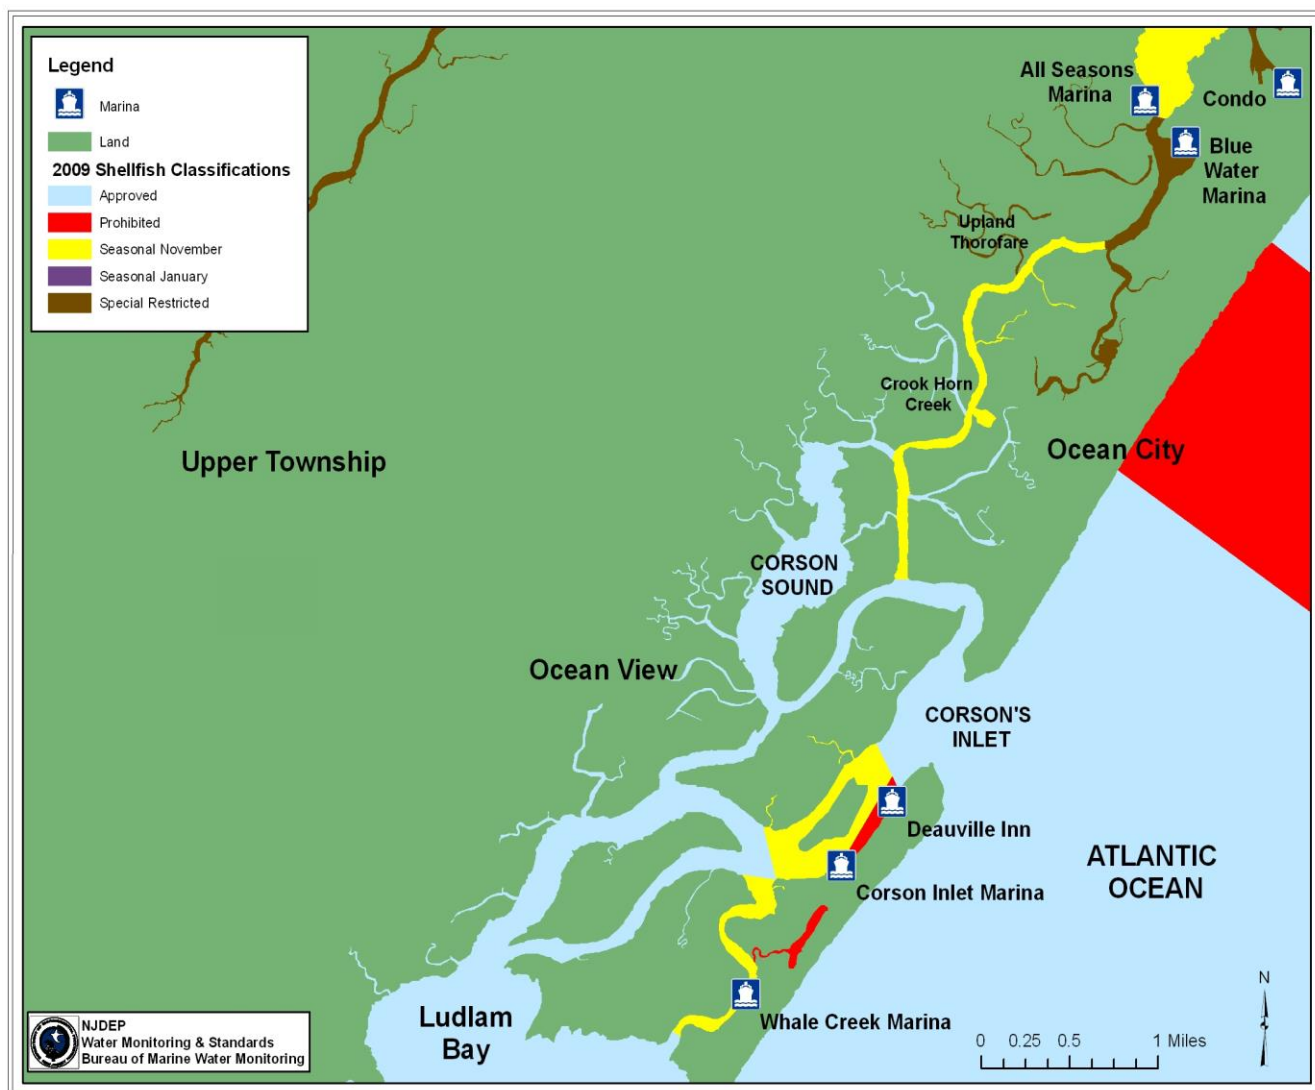 Legend
Marina
Land
2009 Shellfish Classifications
Approved
Prohibited
Seasonal November
Seasonal January
Special Restricted
All Seasons
Marina
Condo
Blue
Water
Marina
Upland
Thorofare
Crook Horn
Creek
Upper Township
Ocean City
CORSON
SOUND
Ocean View
CORSON'S
INLET
Deauville Inn
ATLANTIC
OCEAN
Corson Inlet Marina
Ludlam
Bay
Whale Creek Marina
N
0 0.25 0.5 1 Miles
NJDEP
Water Monitoring & Standards
Bureau of Marine Water Monitoring